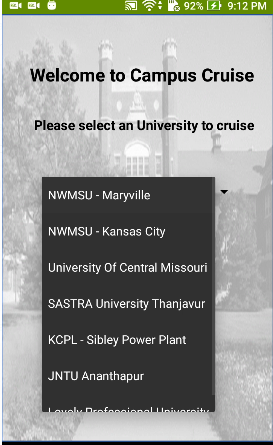 92% 9:12 PM
Welcome to Campus Cruise
Please select an University to cruise
NWMSU - Maryville
NWMSU - Kansas City
University Of Central Missouri
SASTRA University Thanjavur
KCPL - Sibley Power Plant
JNTU Ananthapur
Lovely Professional University